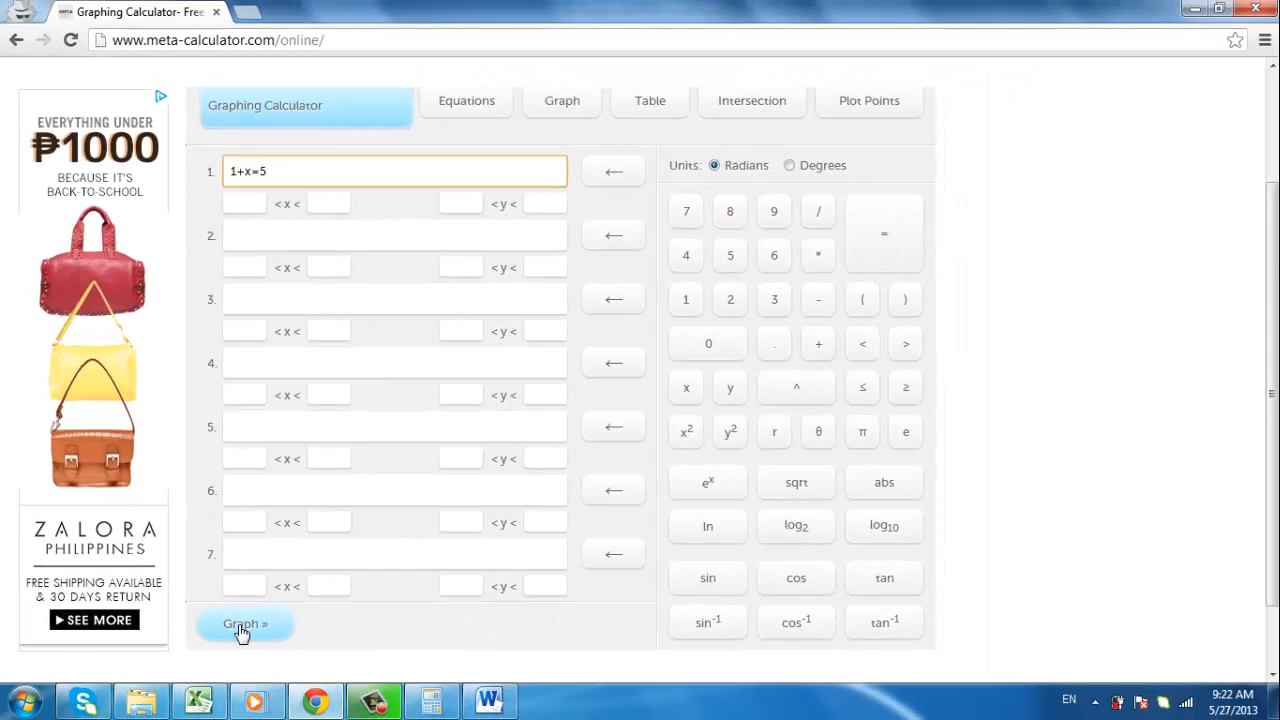 Graphing Calculator- Free
www.meta-calculator.com/online/
EVERYTHING UNDER
₱1000
BECAUSE IT'S
BACK-TO-SCHOOL
ZALORA
PHILIPPINES
FREE SHIPPING AVAILABLE
& 30 DAYS RETURN
SEE MORE
Graphing Calculator Equations Graph Table Intersection Plot Points
1. 1+x=5 ←
< x < < y <
2. ←
< x < < y <
3. ←
< x < < y <
4. ←
< x < < y <
5. ←
< x < < y <
6. ←
< x < < y <
7. ←
< x < < y <
Graph »
Units: Radians Degrees
7 8 9 / =
4 5 6 *
1 2 3 - ( )
0 . + < >
x y ^ ≤ ≥
x² y² r θ π e
eˣ sqrt abs
ln log₂ log₁₀
sin cos tan
sin⁻¹ cos⁻¹ tan⁻¹
EN 9:22 AM
5/27/2013